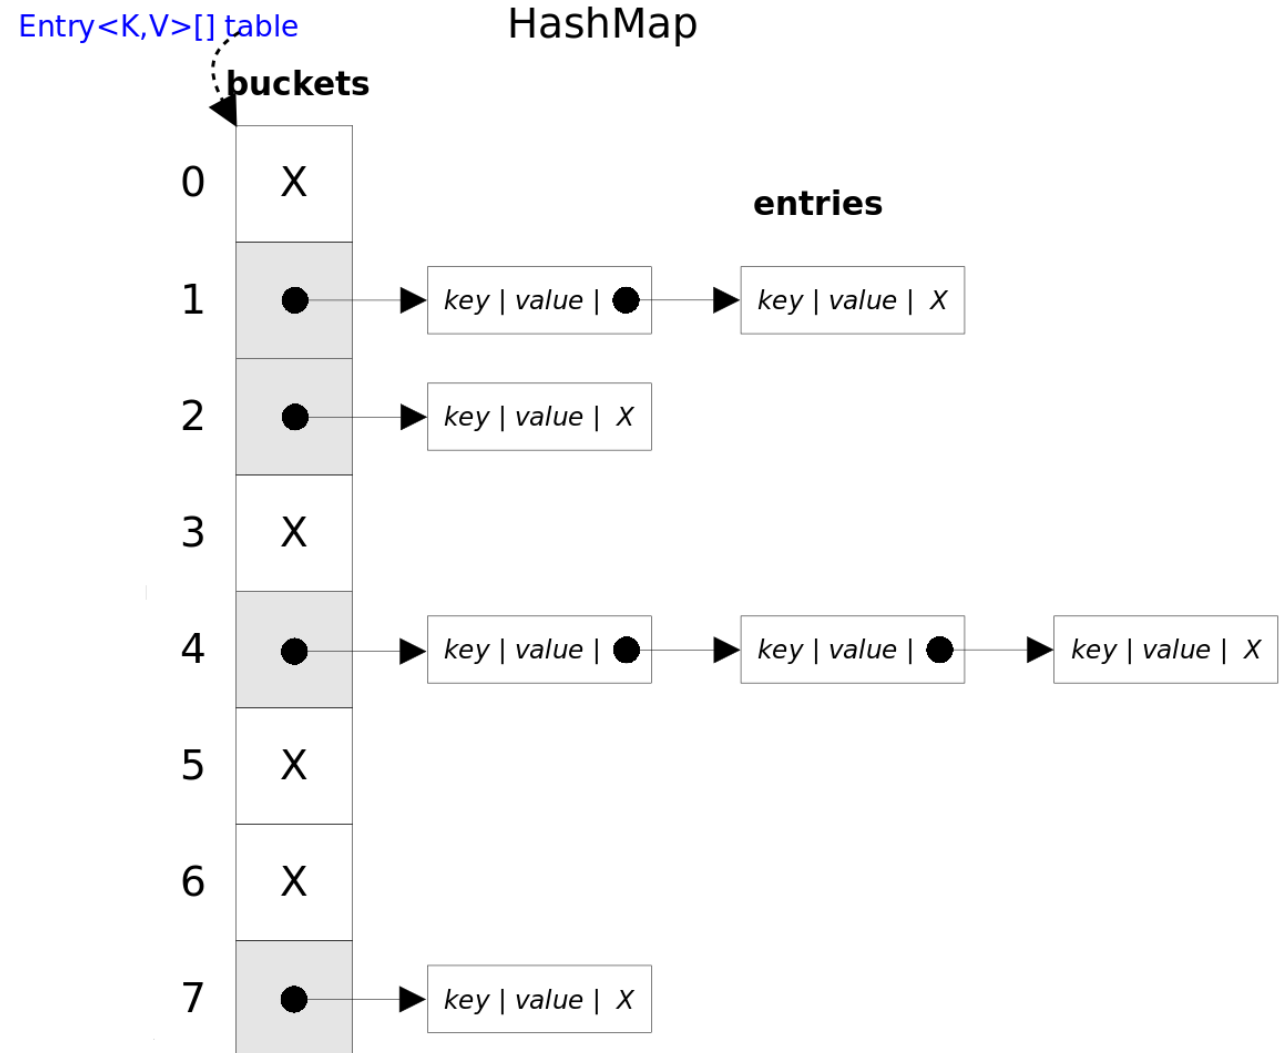 Entry<K,V>[] table
HashMap
buckets
0 X
entries
1 key | value | key | value | X
2 key | value | X
3 X
4 key | value | key | value | key | value | X
5 X
6 X
7 key | value | X